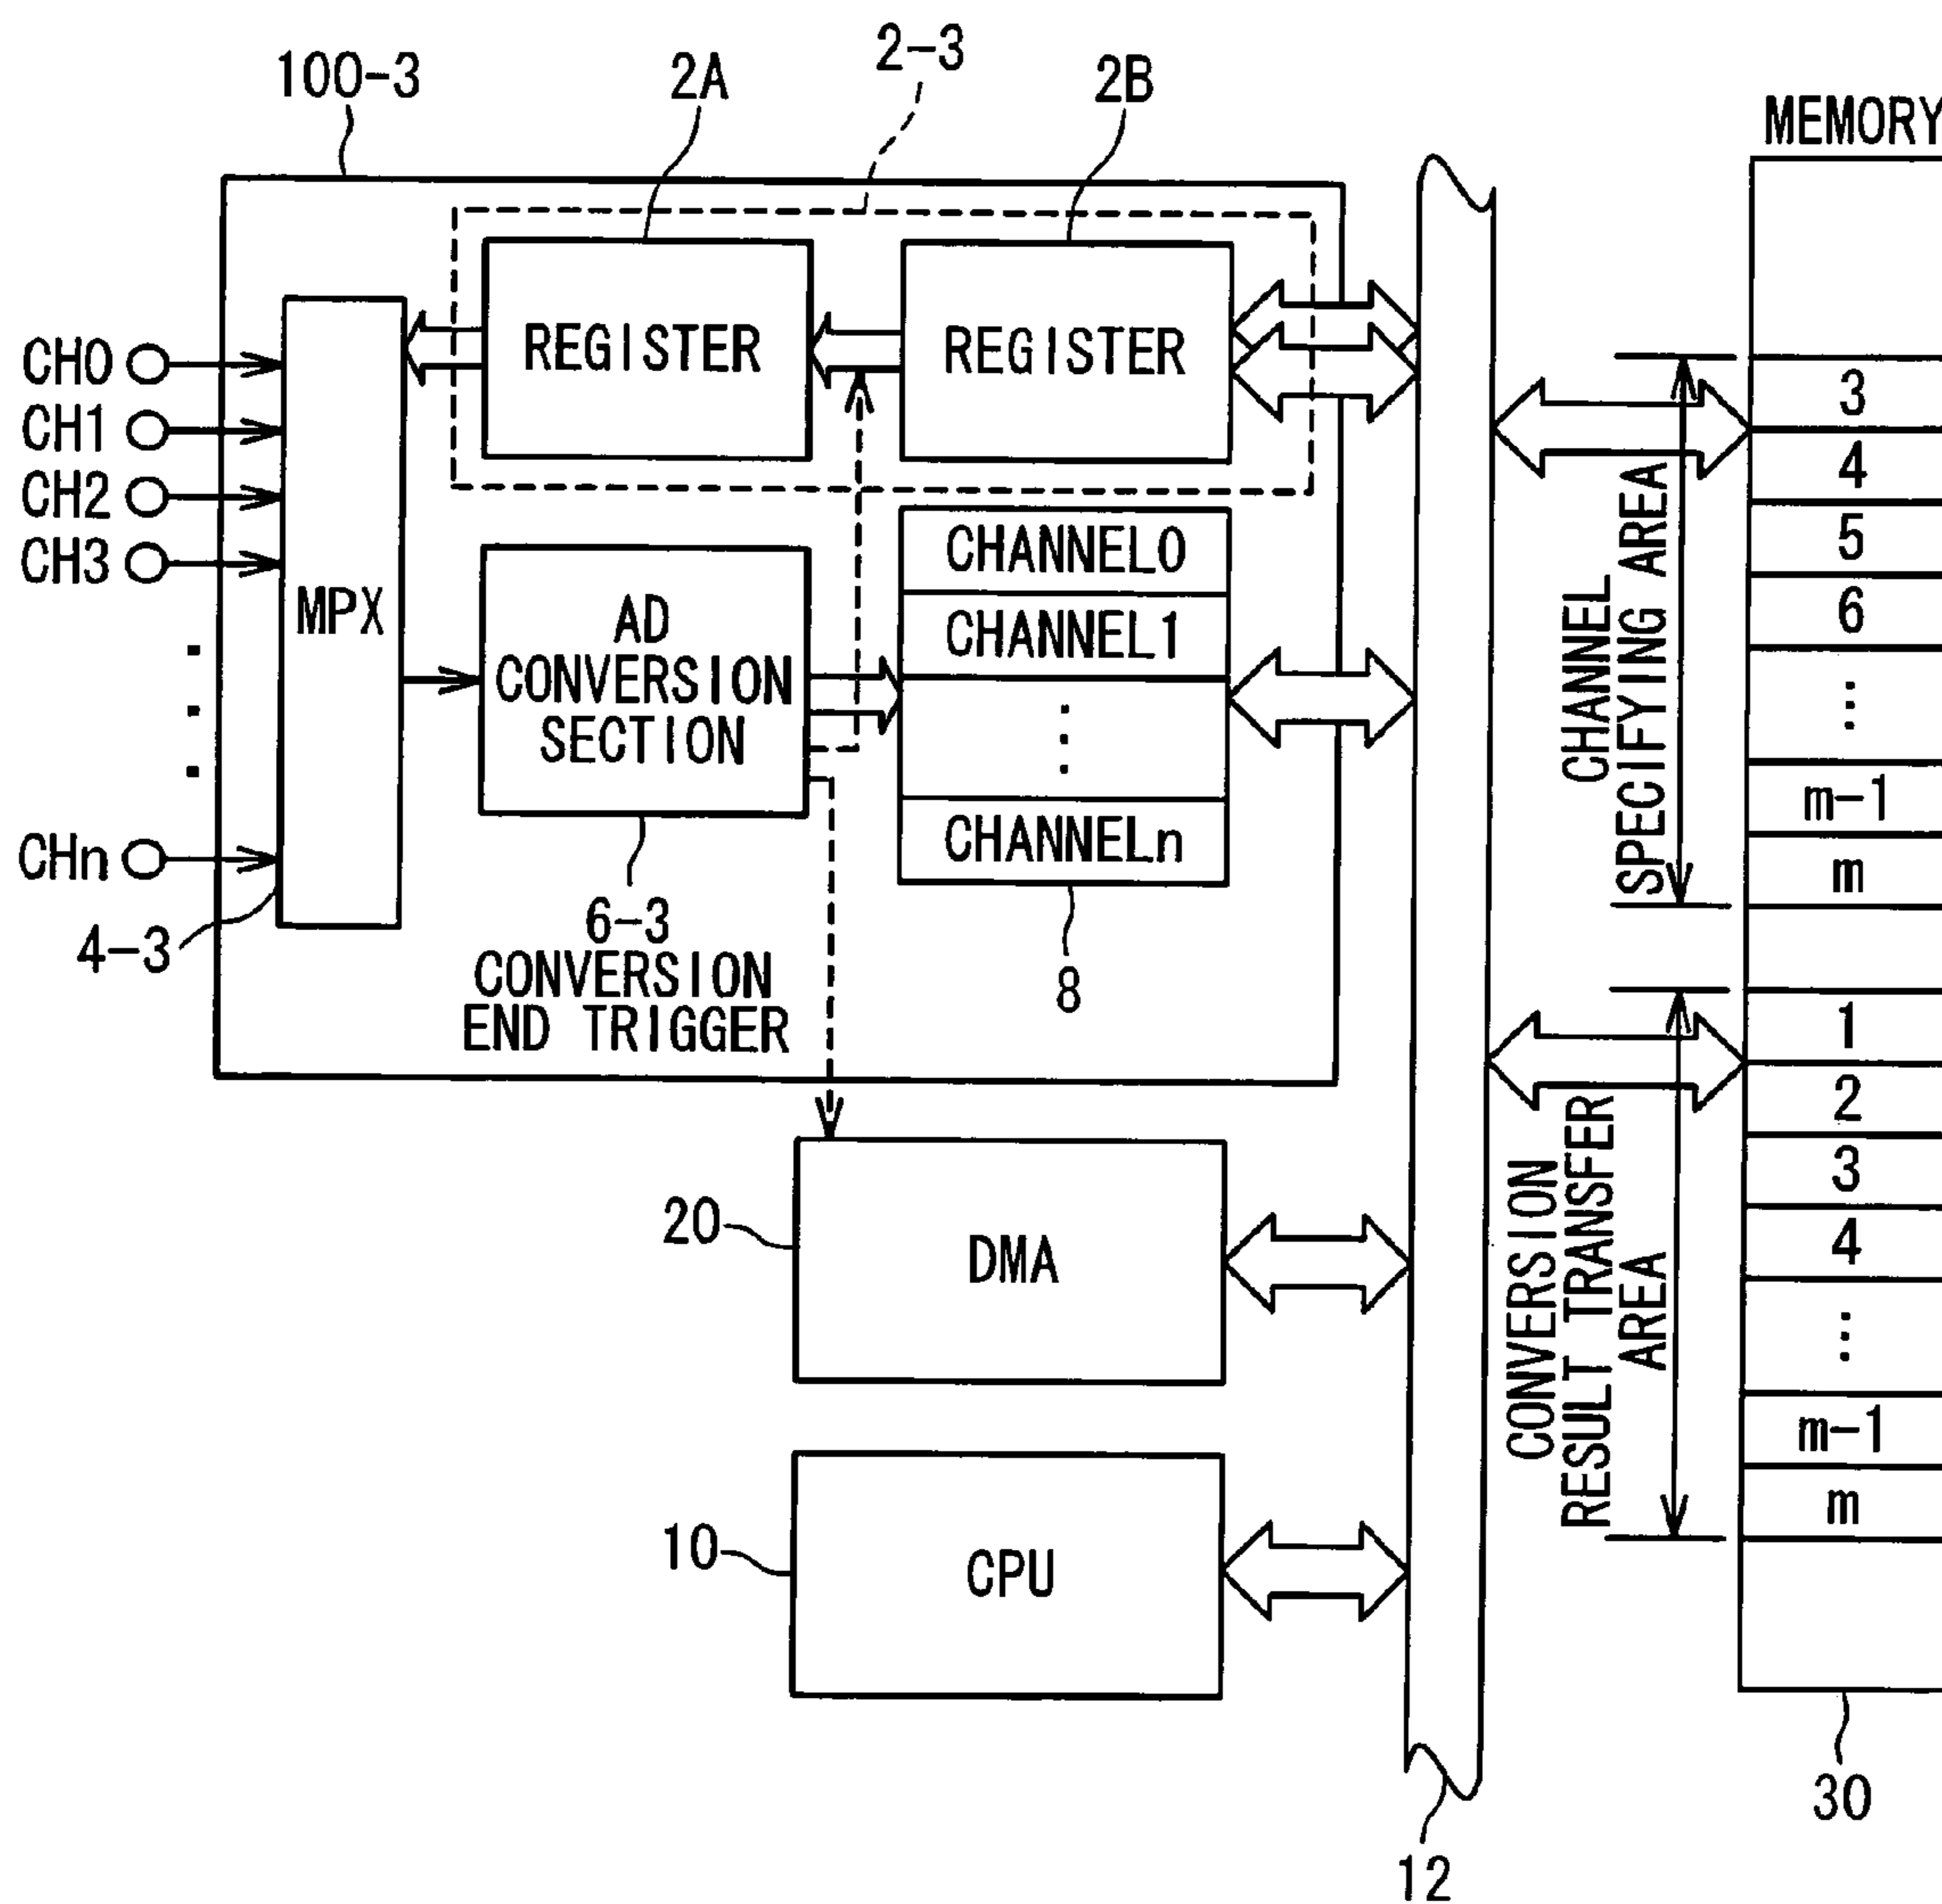 100-3
2A
2-3
2B
MEMORY
REGISTER
REGISTER
CH0
CH1
CH2
CH3
CHn
MPX
4-3
AD
CONVERSION
SECTION
6-3
CONVERSION
END TRIGGER
CHANNEL0
CHANNEL1
CHANNELn
8
CHANNEL
SPECIFYING AREA
3
4
5
6
m-1
m
CONVERSION
RESULT TRANSFER
AREA
1
2
3
4
m-1
m
20
DMA
10
CPU
30
12